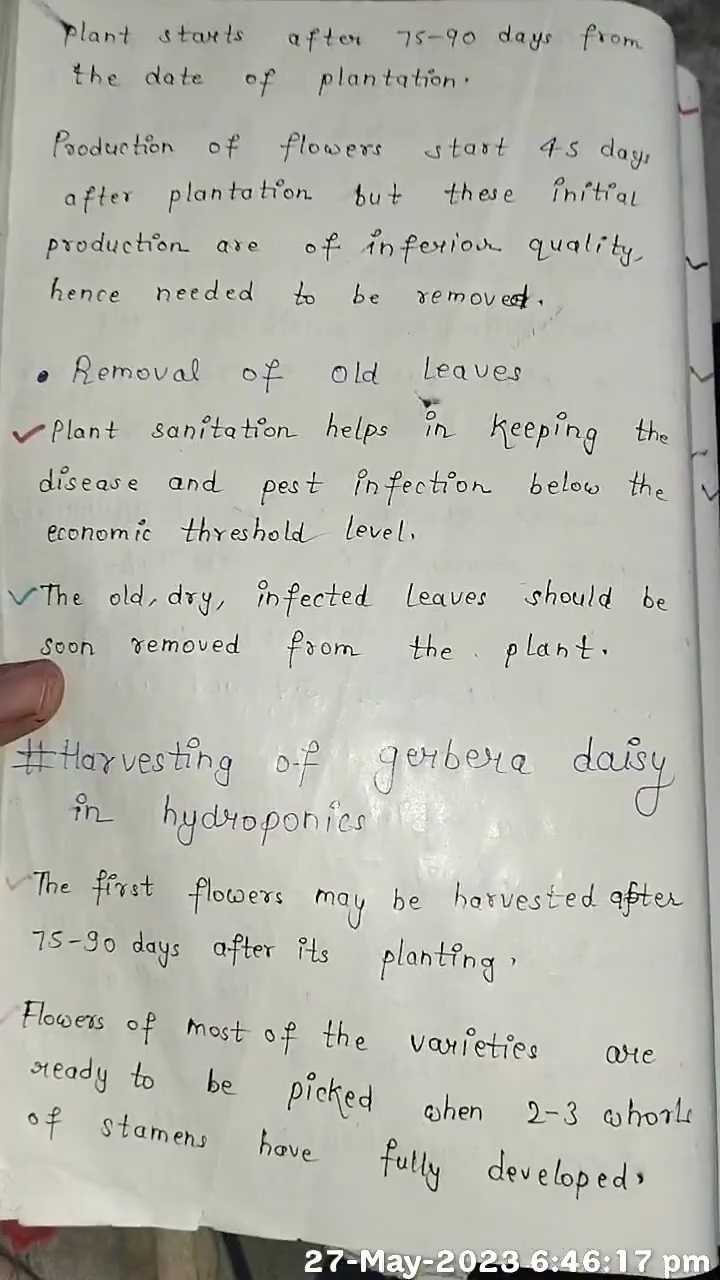 plant starts after 75-90 days from
the date of plantation.
Production of flowers start 45 days
after plantation but these initial
production are of inferiour quality,
hence needed to be removed.
• Removal of old leaves
✓ Plant sanitation helps in keeping the
disease and pest infection below the
economic threshold level.
✓ The old, dry, infected leaves should be
soon removed from the plant.
# Harvesting of gerbera daisy
in hydroponics
✓ The first flowers may be harvested after
75-90 days after its planting,
Flowers of most of the varieties are
ready to be picked when 2-3 whorls
of stamens have fully developed,
27-May-2023 6:46:17 pm